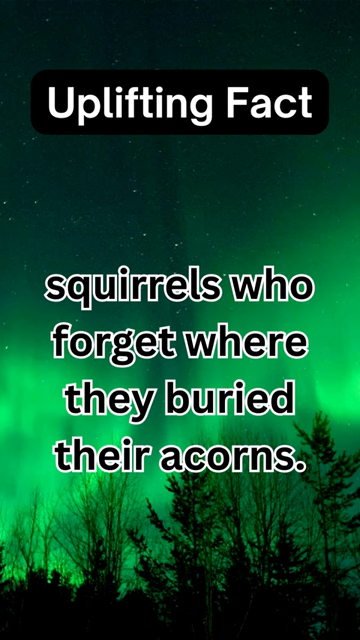 Uplifting Fact
squirrels who
forget where
they buried
their acorns.